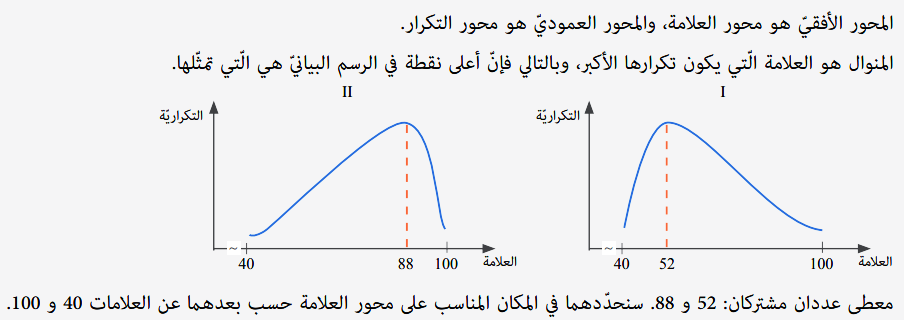 المحور الأفقيّ هو محور العلامة، والمحور العموديّ هو محور التكرار.
المنوال هو العلامة الّتي يكون تكرارها الأكبر، وبالتالي فإنّ أعلى نقطة في الرسم البيانيّ هي الّتي تمثّلها.
I
التكراريّة
40 52 100 العلامة
II
التكراريّة
40 88 100 العلامة
معطى عددان مشتركان: 52 و 88. سنحدّدهما في المكان المناسب على محور العلامة حسب بعدهما عن العلامات 40 و 100.